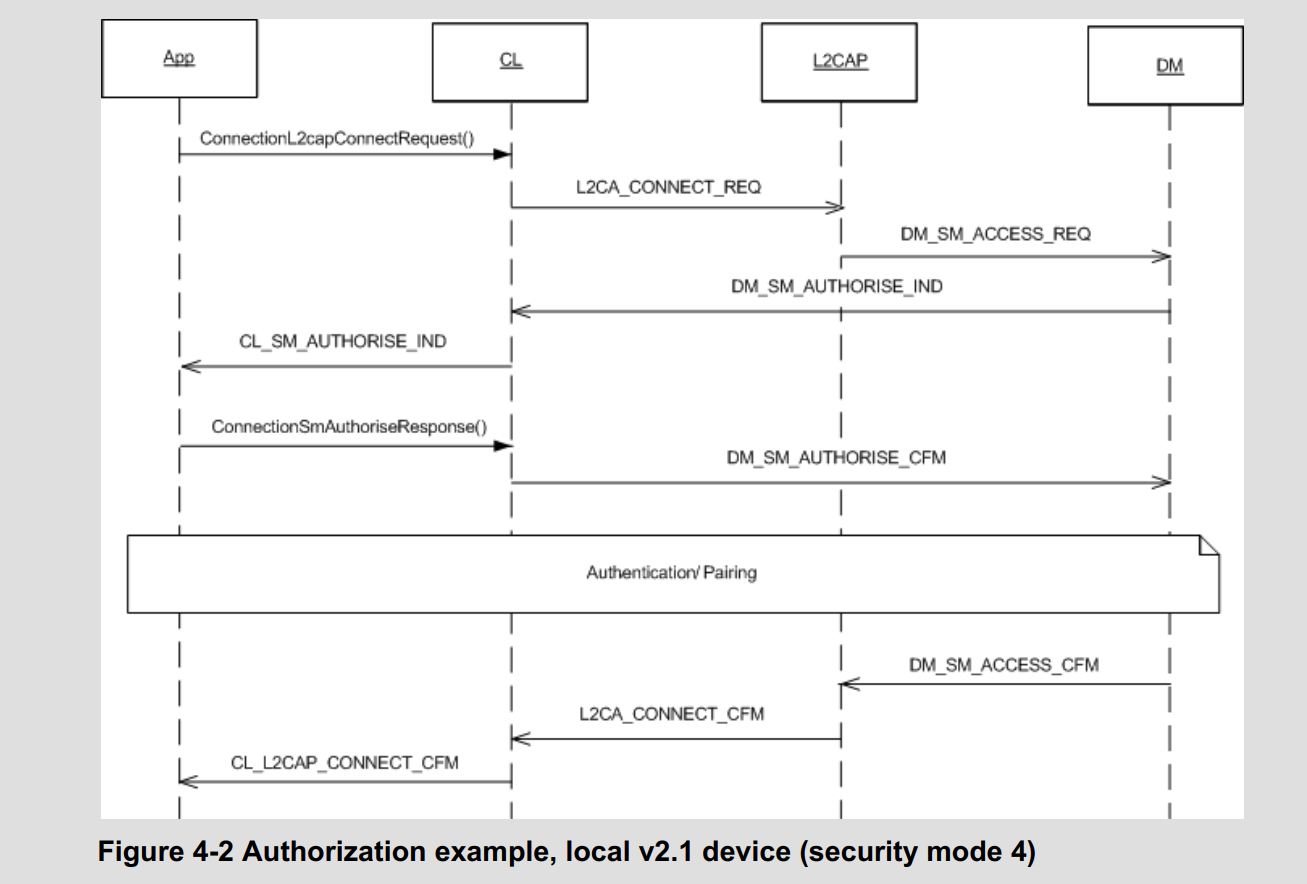 App
CL
L2CAP
DM
ConnectionL2capConnectRequest()
L2CA_CONNECT_REQ
DM_SM_ACCESS_REQ
DM_SM_AUTHORISE_IND
CL_SM_AUTHORISE_IND
ConnectionSmAuthoriseResponse()
DM_SM_AUTHORISE_CFM
Authentication/ Pairing
DM_SM_ACCESS_CFM
L2CA_CONNECT_CFM
CL_L2CAP_CONNECT_CFM
Figure 4-2 Authorization example, local v2.1 device (security mode 4)